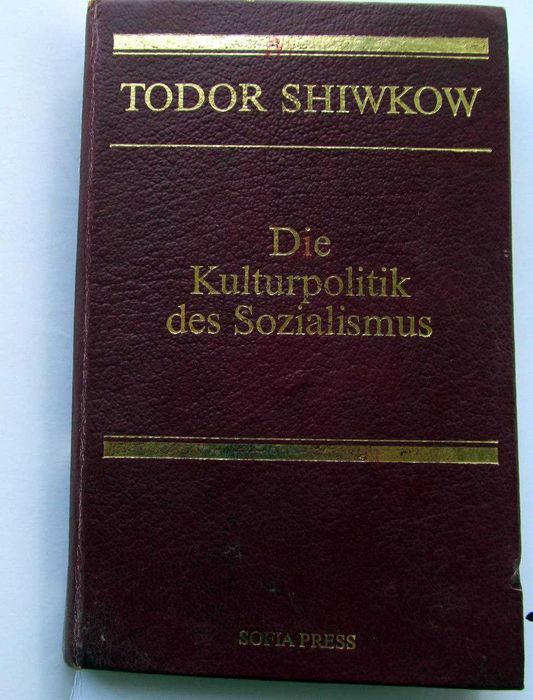 TODOR SHIWKOW
Die
Kulturpolitik
des Sozialismus
SOFIA PRESS